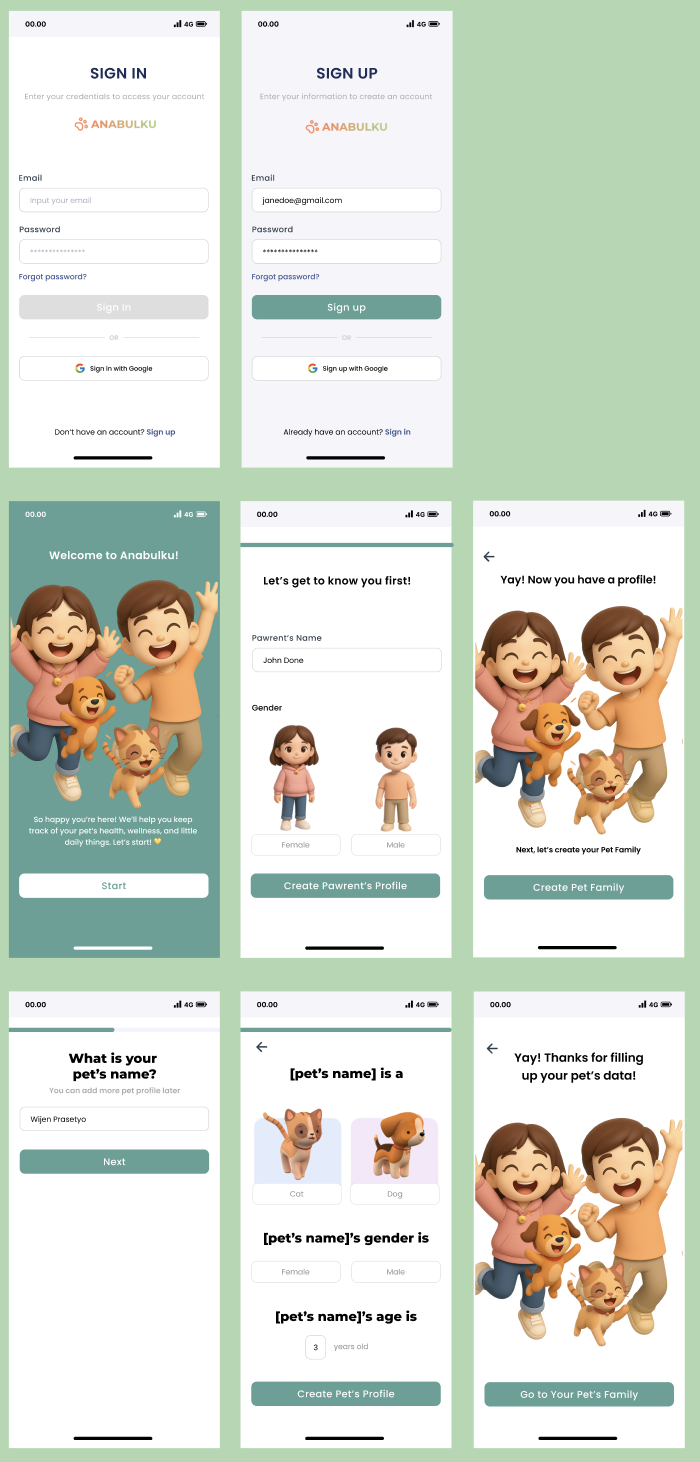 00.00
4G
SIGN IN
Enter your credentials to access your account
ANABULKU
Email
Input your email
Password
***************
Forgot password?
Sign In
OR
Sign in with Google
Don't have an account? Sign up
00.00
4G
SIGN UP
Enter your information to create an account
ANABULKU
Email
janedoe@gmail.com
Password
***************
Forgot password?
Sign up
OR
Sign up with Google
Already have an account? Sign in
00.00
4G
Welcome to Anabulku!
So happy you're here! We'll help you keep
track of your pet's health, wellness, and little
daily things. Let's start! 💛
Start
00.00
4G
Let's get to know you first!
Pawrent's Name
John Done
Gender
Female
Male
Create Pawrent's Profile
00.00
4G
Yay! Now you have a profile!
Next, let's create your Pet Family
Create Pet Family
00.00
4G
What is your
pet's name?
You can add more pet profile later
Wijen Prasetyo
Next
00.00
4G
[pet's name] is a
Cat
Dog
[pet's name]'s gender is
Female
Male
[pet's name]'s age is
3 years old
Create Pet's Profile
00.00
4G
Yay! Thanks for filling
up your pet's data!
Go to Your Pet's Family